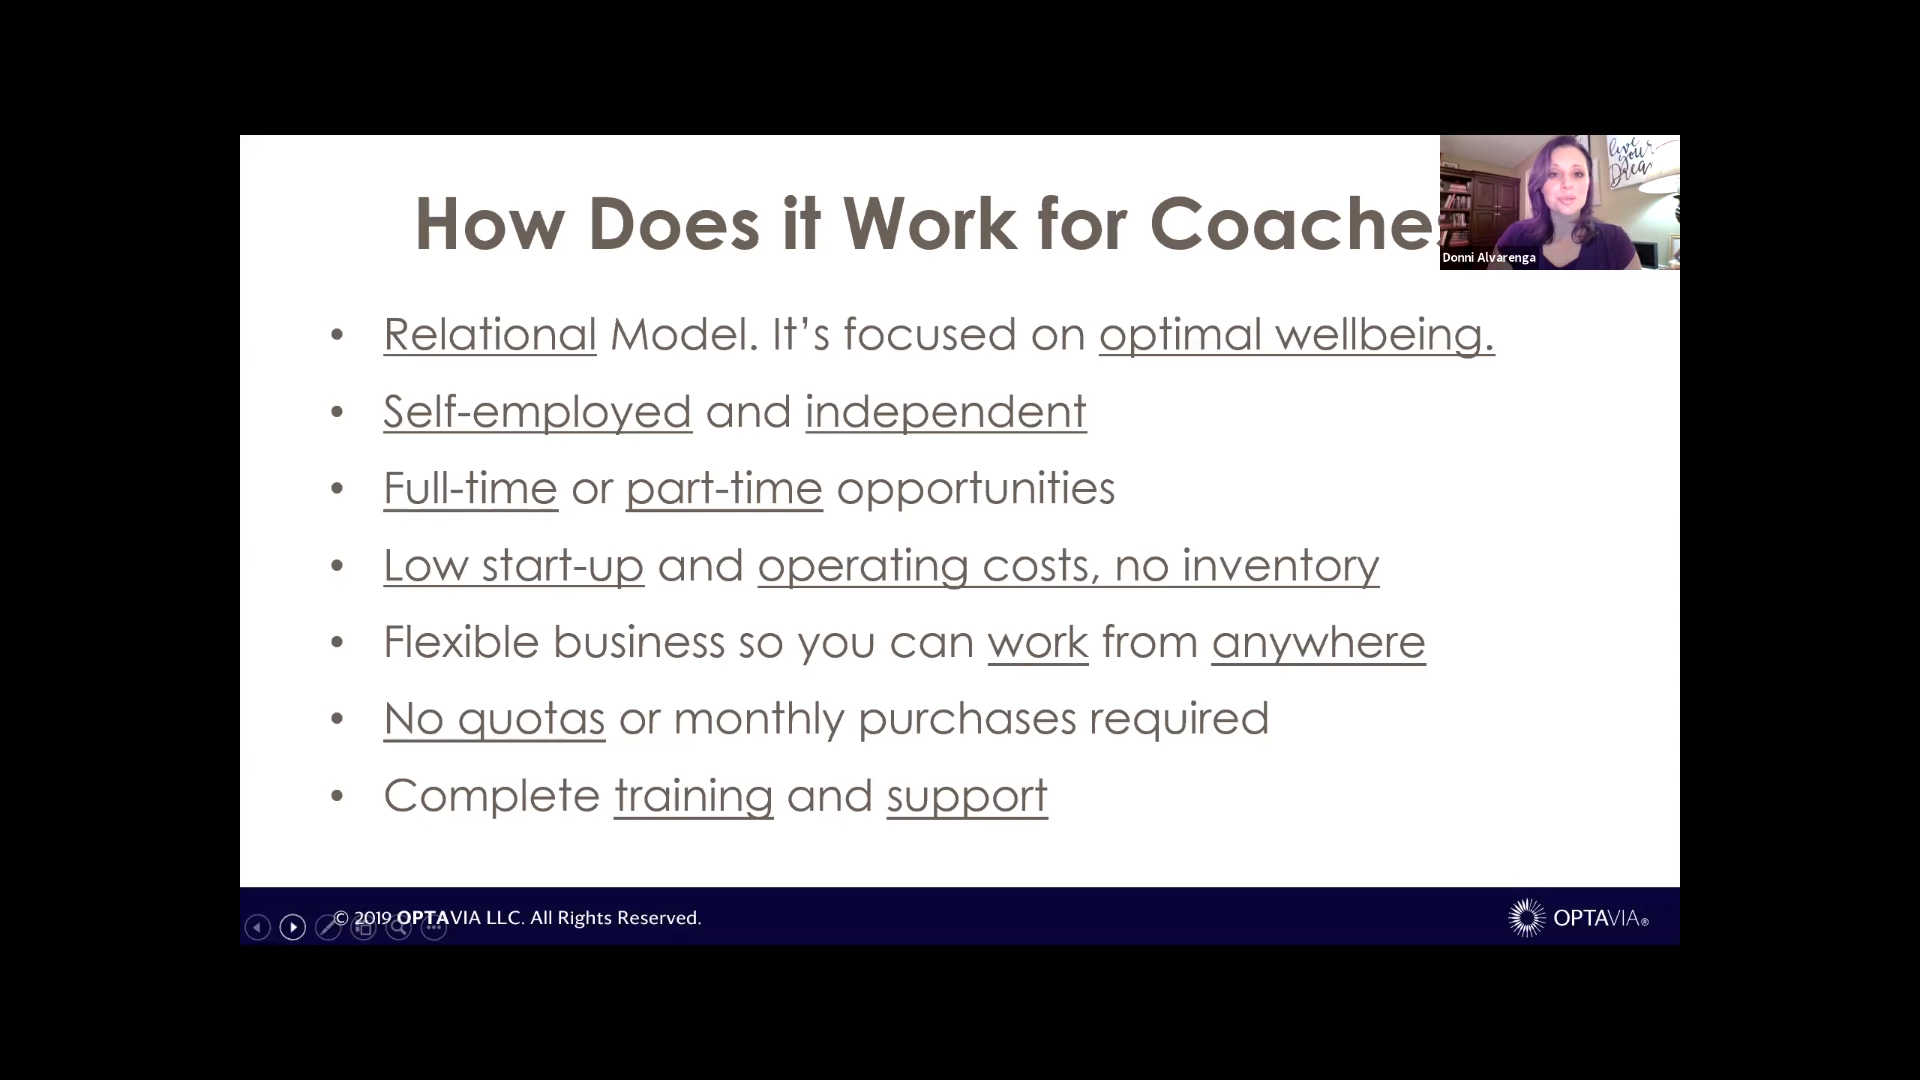 How Does it Work for Coaches
live
your
Drea
Donni Alvarenga
• Relational Model. It’s focused on optimal wellbeing.
• Self-employed and independent
• Full-time or part-time opportunities
• Low start-up and operating costs, no inventory
• Flexible business so you can work from anywhere
• No quotas or monthly purchases required
• Complete training and support
© 2019 OPTAVIA LLC. All Rights Reserved.
OPTAVIA®